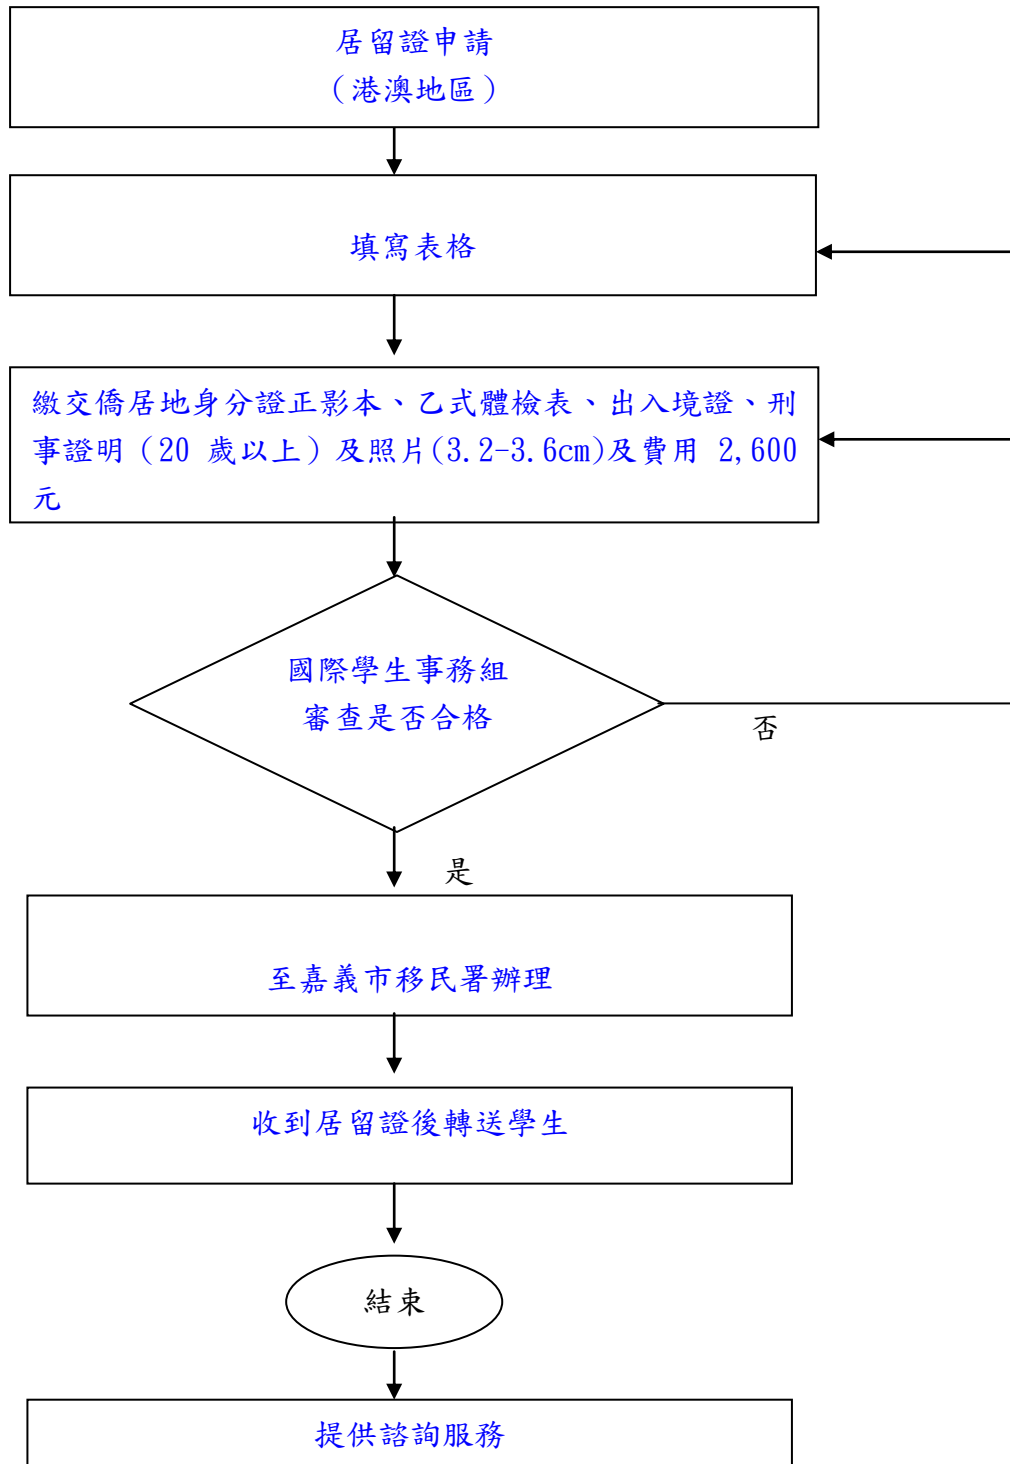 居留證申請
（港澳地區）
填寫表格
繳交僑居地身分證正影本、乙式體檢表、出入境證、刑
事證明（20 歲以上）及照片(3.2-3.6cm)及費用 2,600
元
國際學生事務組
審查是否合格
否
是
至嘉義市移民署辦理
收到居留證後轉送學生
結束
提供諮詢服務